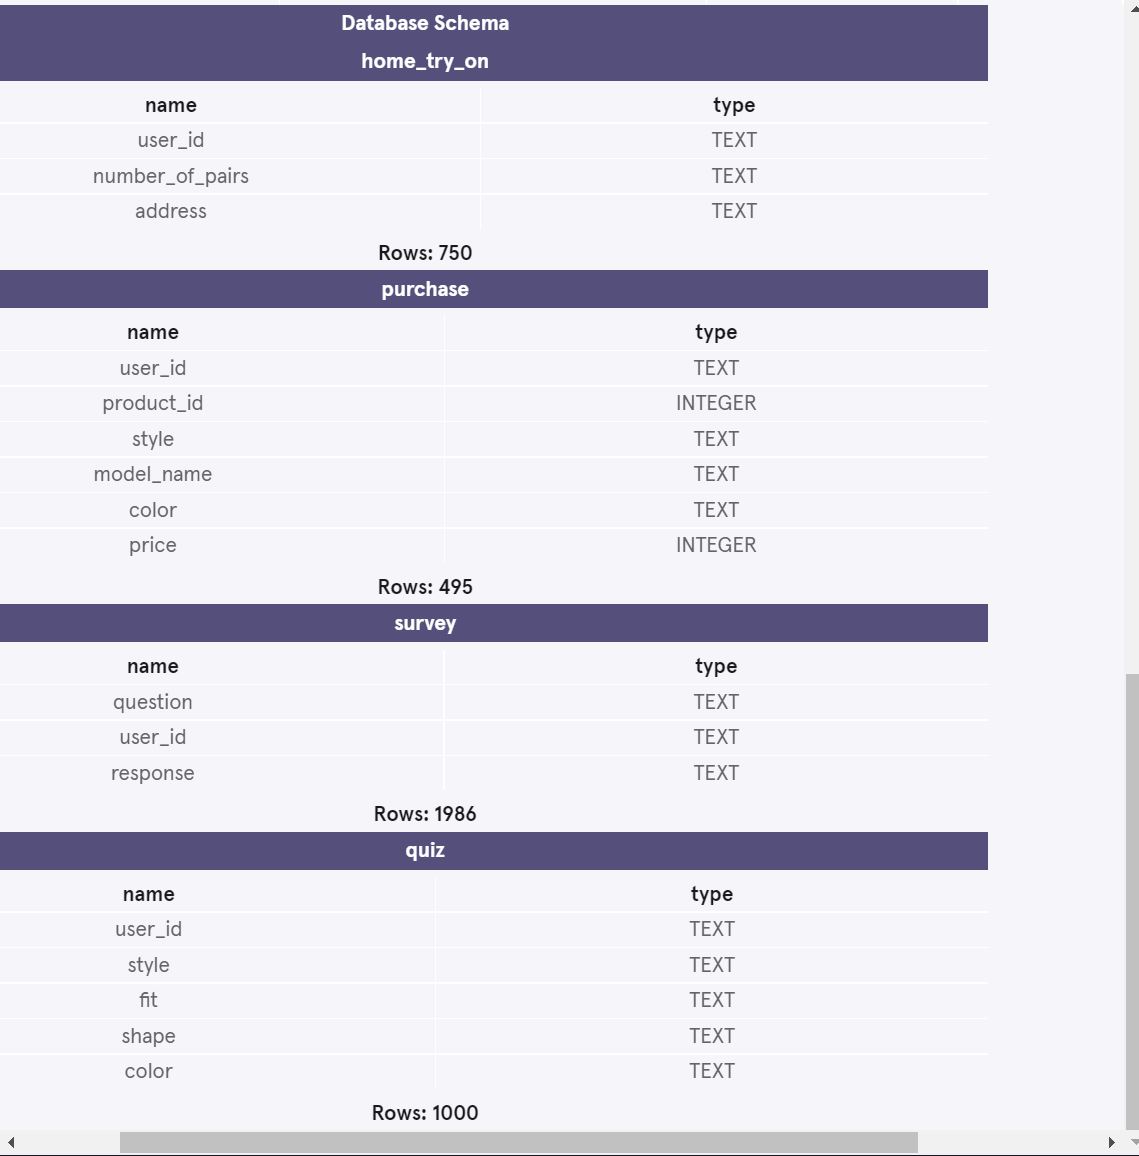 Database Schema
home_try_on
name type
user_id TEXT
number_of_pairs TEXT
address TEXT
Rows: 750
purchase
name type
user_id TEXT
product_id INTEGER
style TEXT
model_name TEXT
color TEXT
price INTEGER
Rows: 495
survey
name type
question TEXT
user_id TEXT
response TEXT
Rows: 1986
quiz
name type
user_id TEXT
style TEXT
fit TEXT
shape TEXT
color TEXT
Rows: 1000